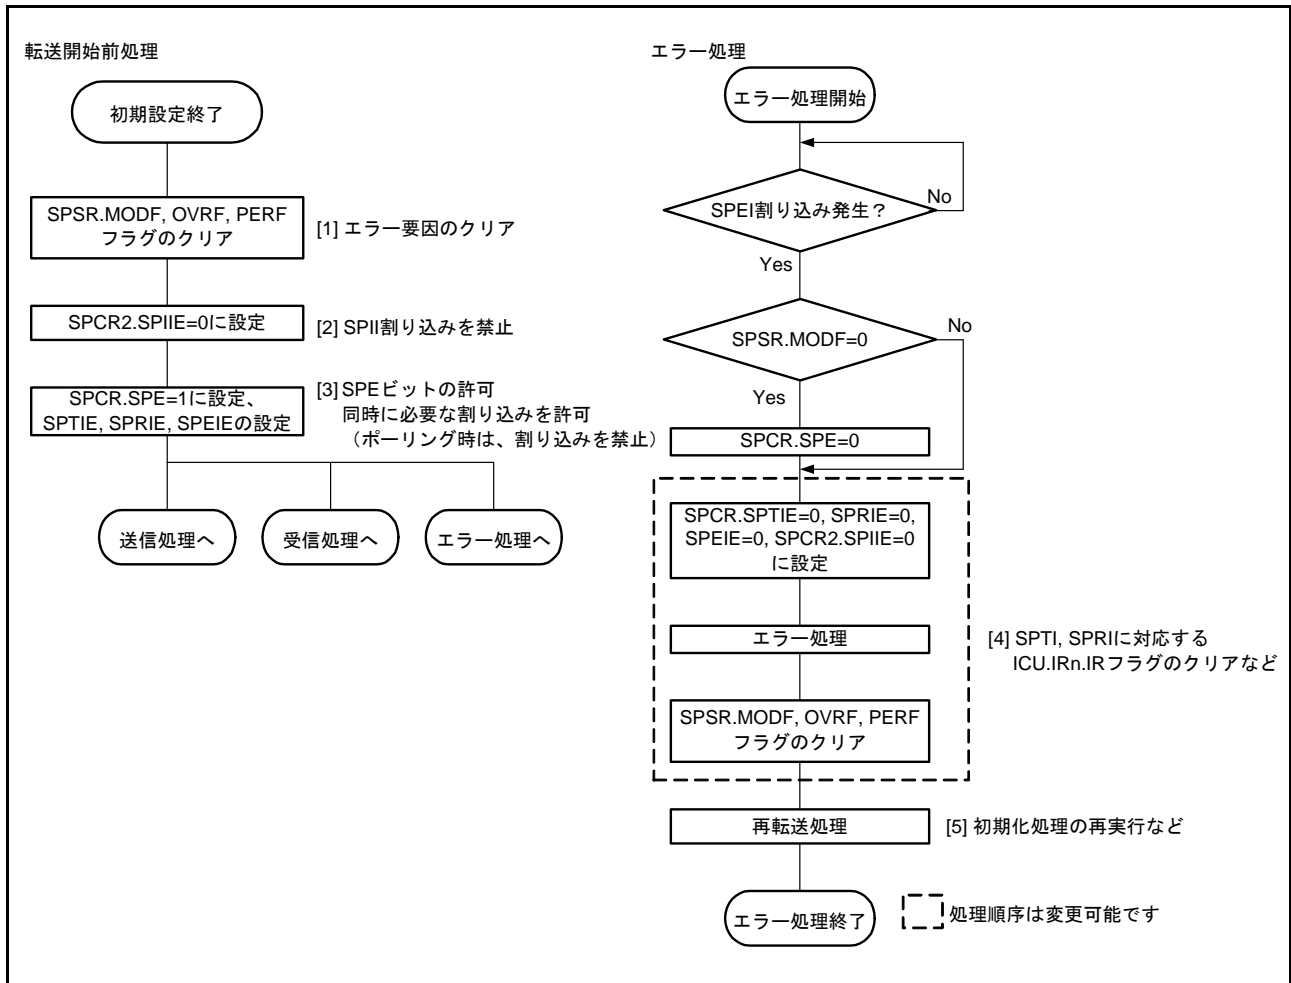 転送開始前処理
初期設定終了
SPSR.MODF, OVRF, PERF
フラグのクリア
[1] エラー要因のクリア
SPCR2.SPIIE=0に設定
[2] SPII割り込みを禁止
SPCR.SPE=1に設定、
SPTIE, SPRIE, SPEIEの設定
[3] SPEビットの許可
同時に必要な割り込みを許可
（ポーリング時は、割り込みを禁止）
送信処理へ
受信処理へ
エラー処理へ
エラー処理
エラー処理開始
SPEI割り込み発生？
No
Yes
SPSR.MODF=0
No
Yes
SPCR.SPE=0
SPCR.SPTIE=0, SPRIE=0,
SPEIE=0, SPCR2.SPIIE=0
に設定
エラー処理
[4] SPTI, SPRIに対応する
ICU.IRn.IRフラグのクリアなど
SPSR.MODF, OVRF, PERF
フラグのクリア
再転送処理
[5] 初期化処理の再実行など
エラー処理終了
処理順序は変更可能です